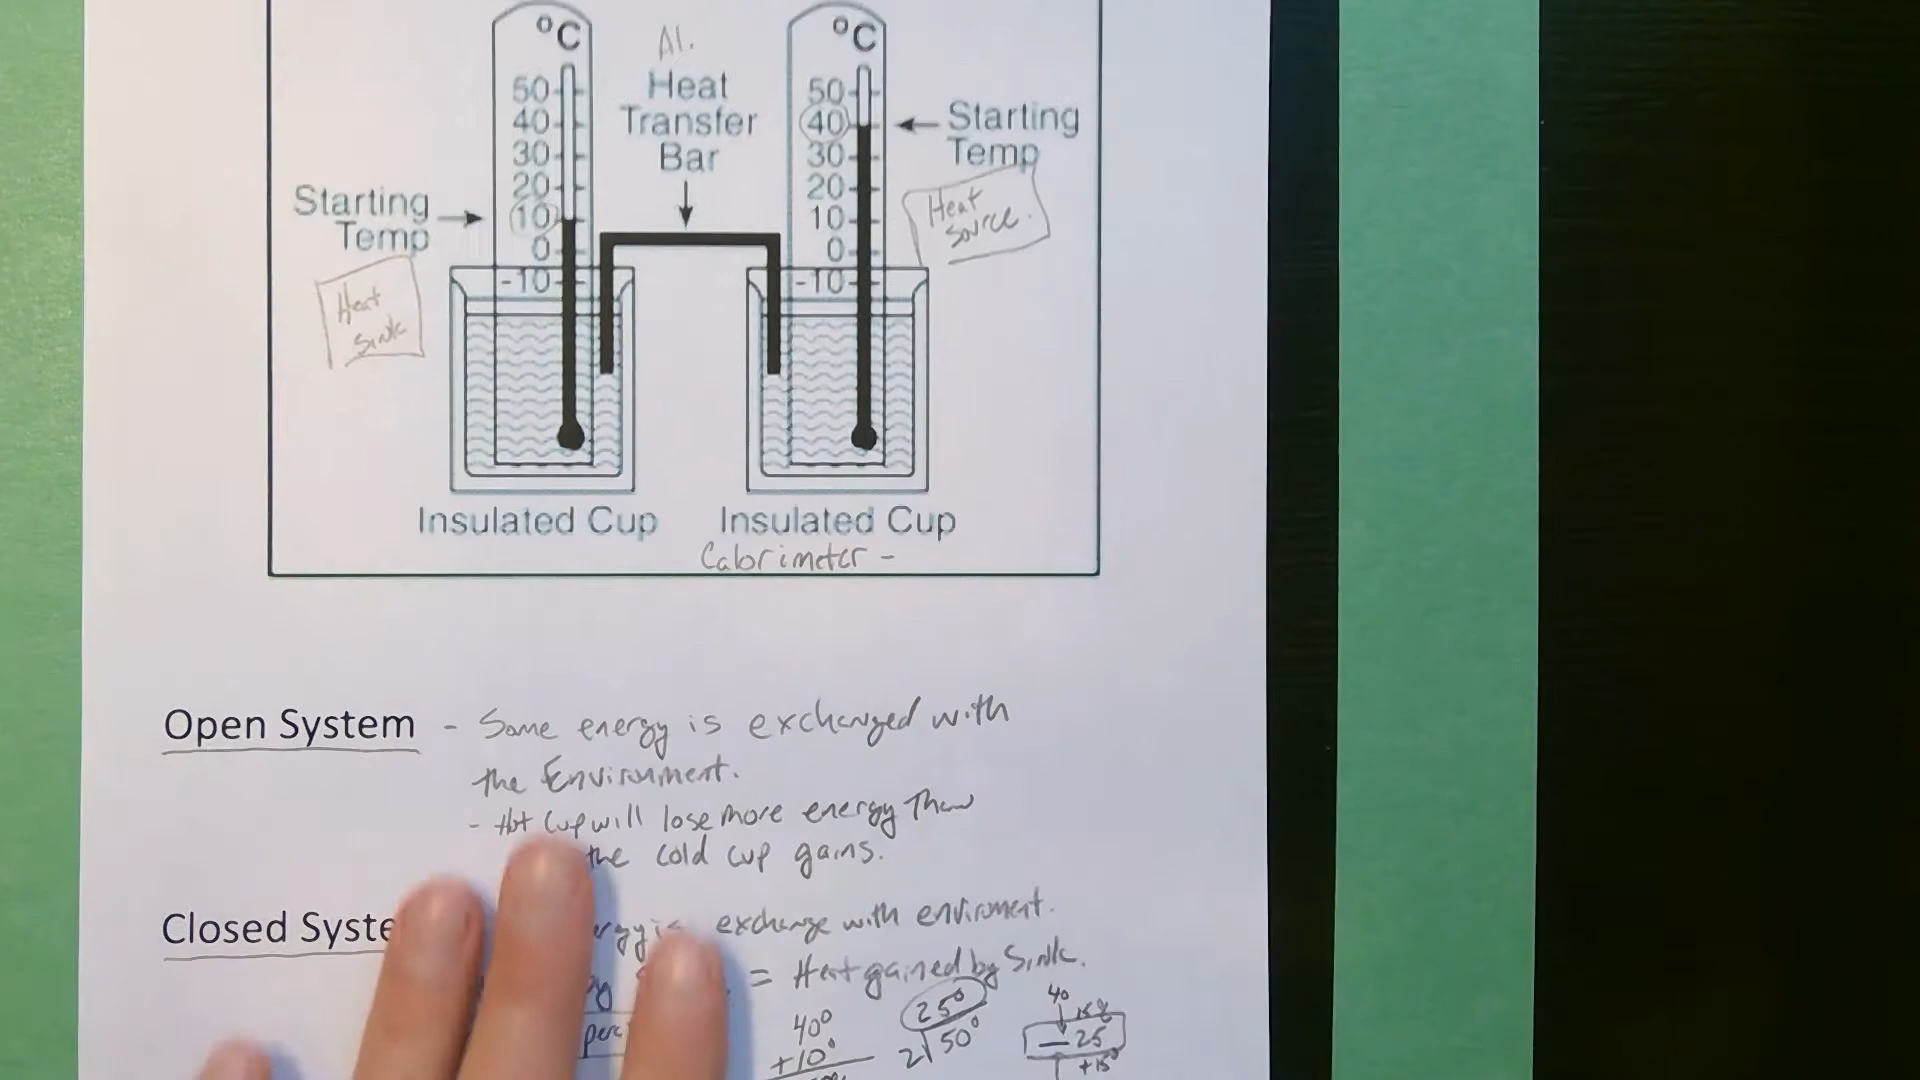 °C
°C
Al.
Heat
Transfer
Bar
50
40
30
20
10
0
-10
50
40
30
20
10
0
-10
Starting
Temp
Starting
Temp
Heat
Source.
Heat
Sink
Insulated Cup
Insulated Cup
Calorimeter -
Open System - Some energy is exchanged with
the Environment.
- Hot Cup will lose more energy Than
the cold cup gains.
Closed exchange with enviroment.
= Heat gained by Sink.
40°
+10°
25°
2 50°
40
25
+15°